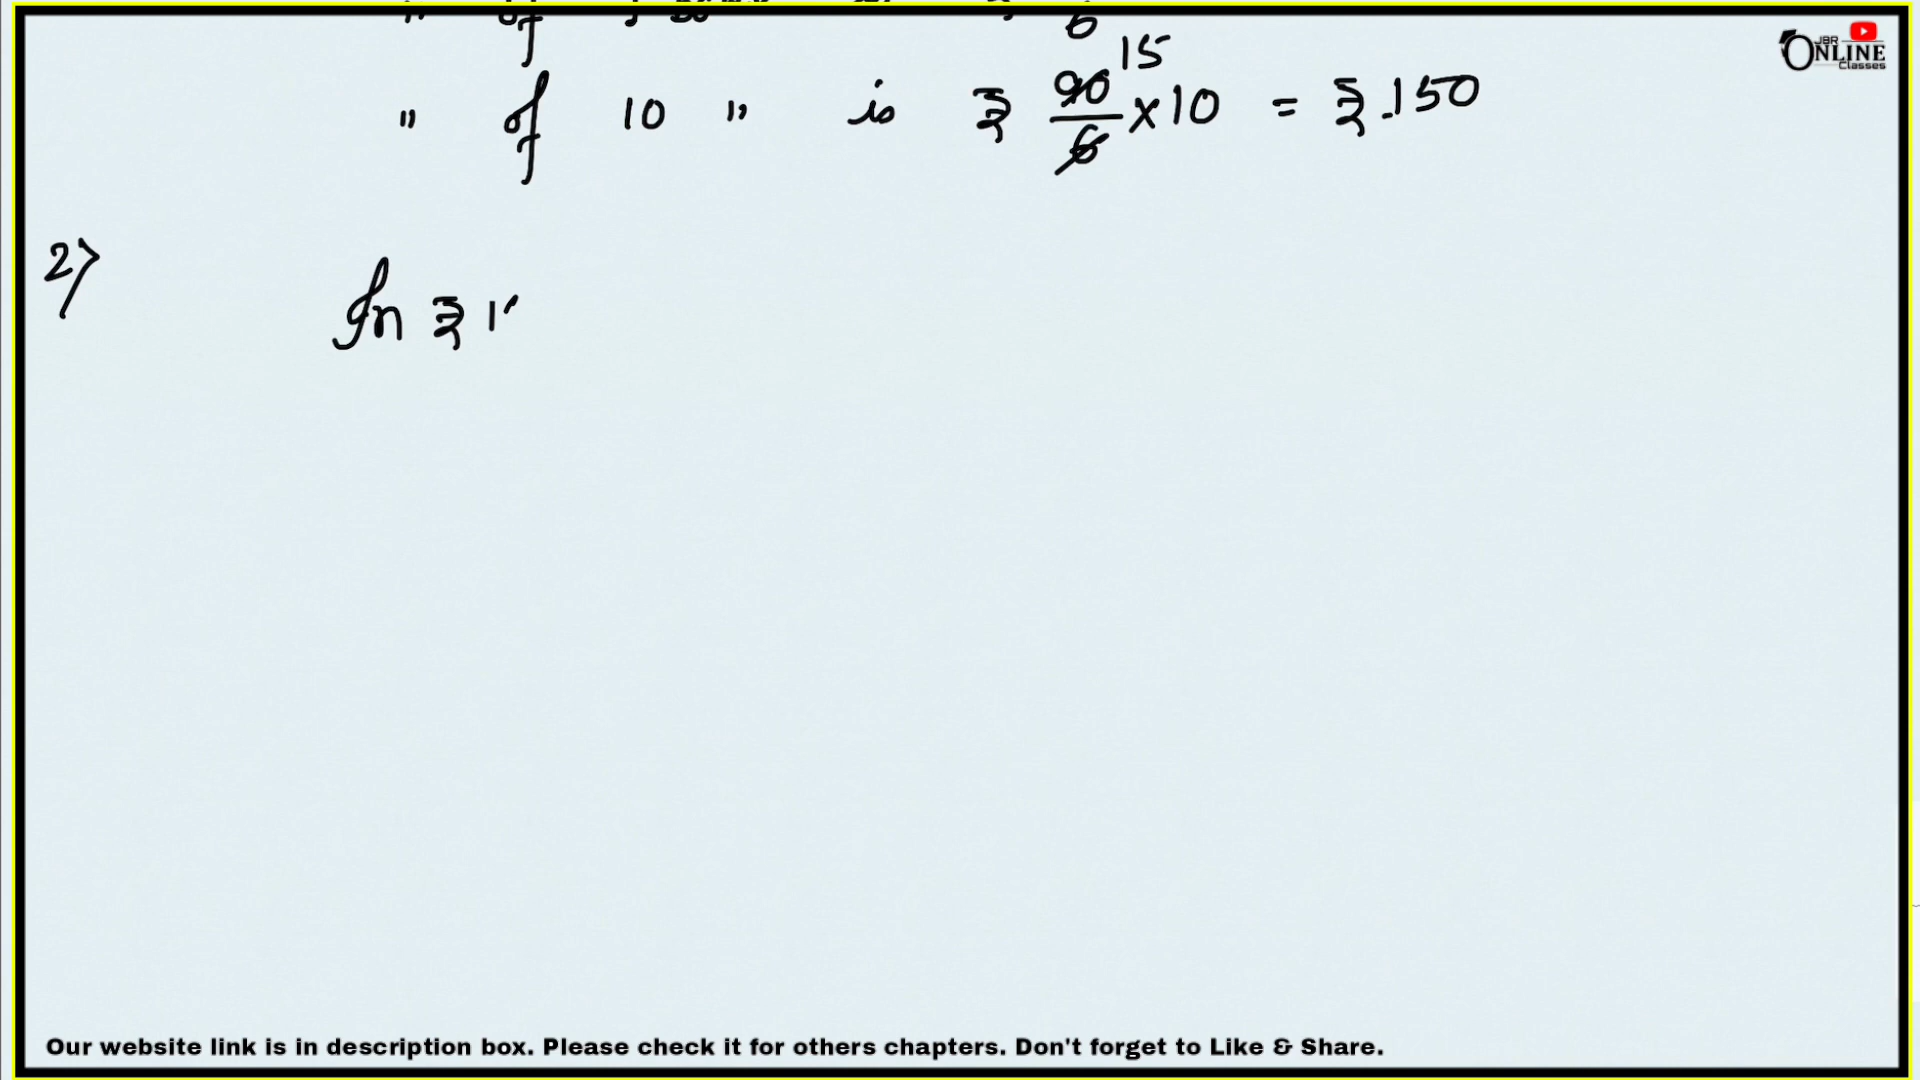 JBR
ONLINE
Classes
15
" of 10 " is ₹ 90/6 × 10 = ₹.150
2)
In ₹ 1
Our website link is in description box. Please check it for others chapters. Don't forget to Like & Share.